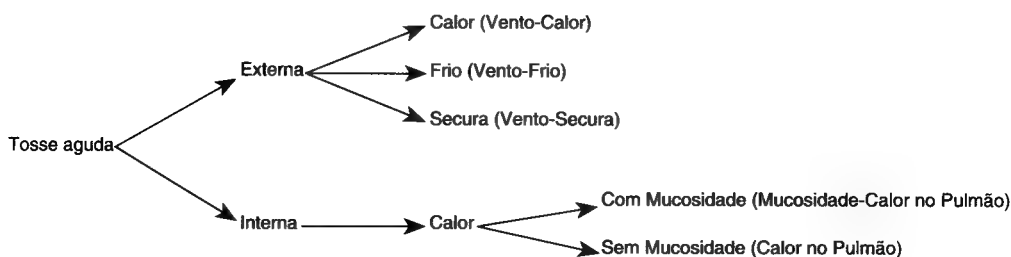 Calor (Vento-Calor)
Externa
Frio (Vento-Frio)
Secura (Vento-Secura)
Tosse aguda
Com Mucosidade (Mucosidade-Calor no Pulmão)
Interna
Calor
Sem Mucosidade (Calor no Pulmão)